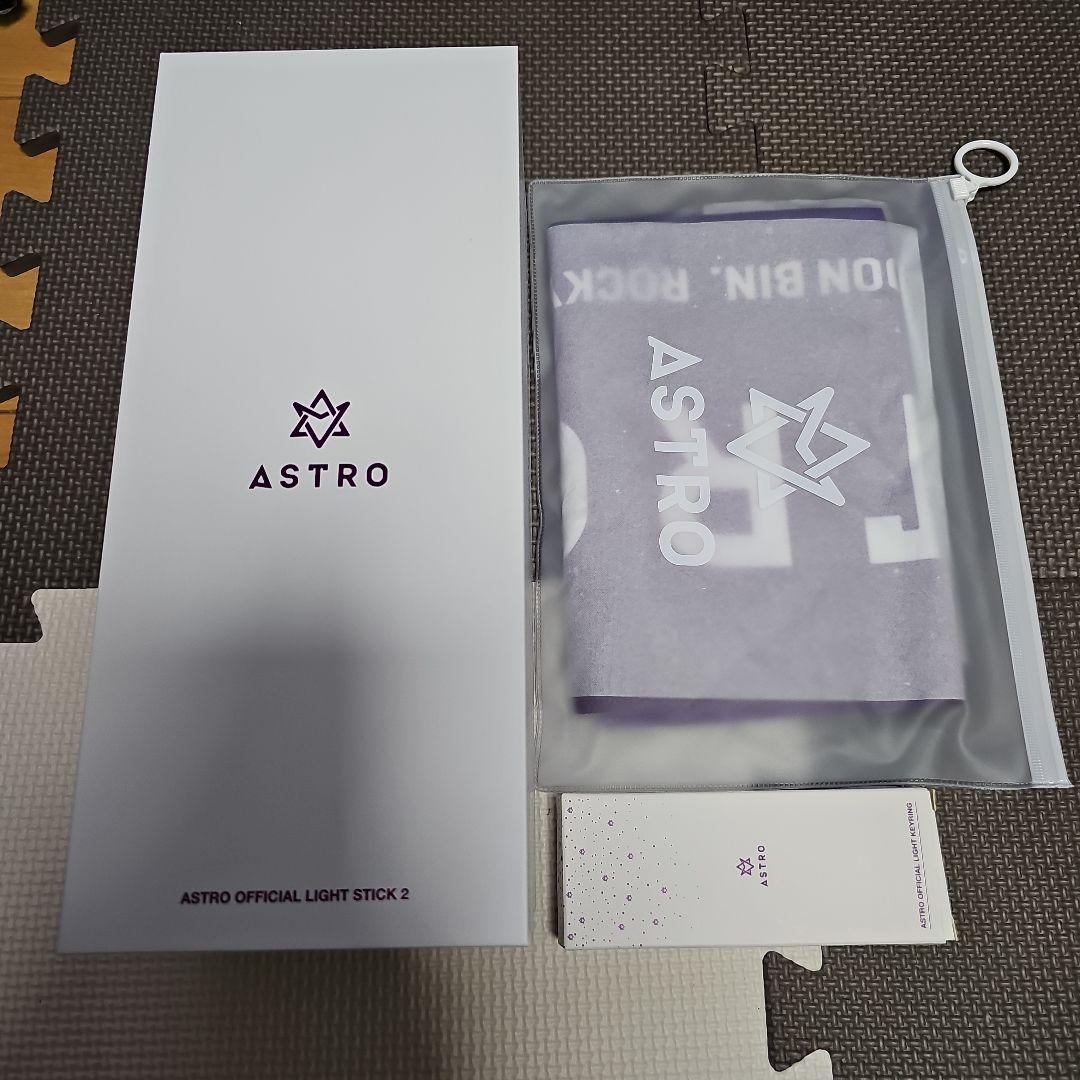 ASTRO
ASTRO OFFICIAL LIGHT STICK 2
OON BIN. ROCK
ASTRO
ASTRO
ASTRO OFFICIAL LIGHT KEYRING